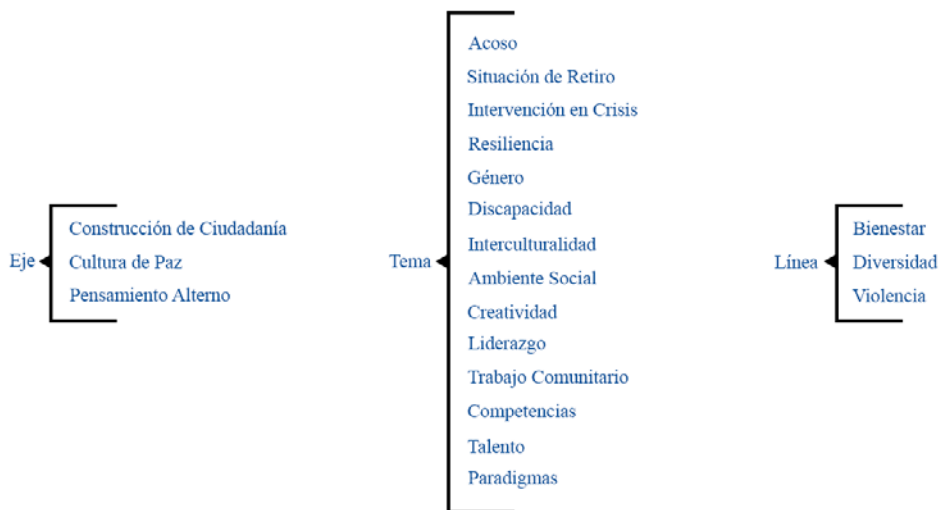 Eje
Construcción de Ciudadanía
Cultura de Paz
Pensamiento Alterno
Tema
Acoso
Situación de Retiro
Intervención en Crisis
Resiliencia
Género
Discapacidad
Interculturalidad
Ambiente Social
Creatividad
Liderazgo
Trabajo Comunitario
Competencias
Talento
Paradigmas
Línea
Bienestar
Diversidad
Violencia